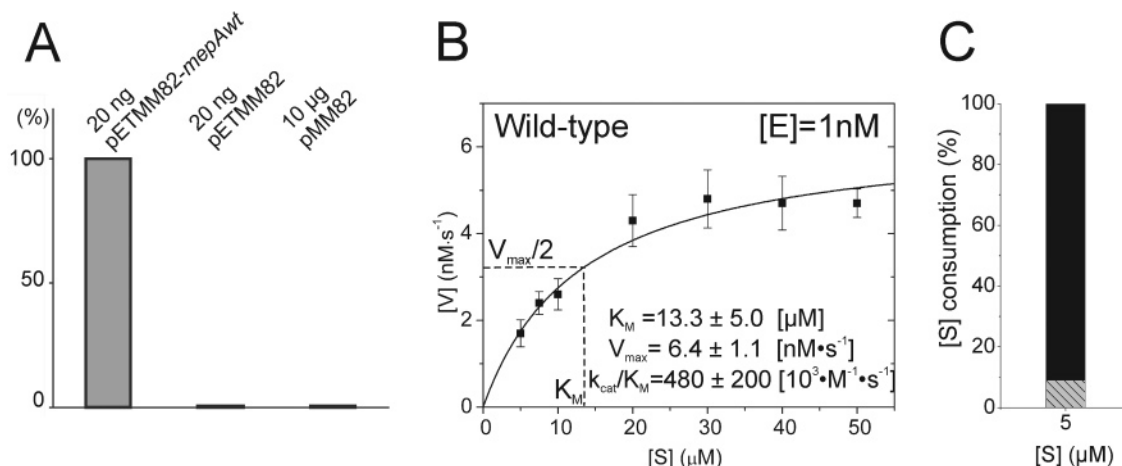 A
(%)
100
50
0
20 ng
pETMM82-mepAwt
20 ng
pETMM82
10 µg
pMM82
B
Wild-type
[E]=1nM
[V] (nM·s⁻¹)
6
4
2
0
Vmax/2
KM
KM =13.3 ± 5.0 [µM]
Vmax= 6.4 ± 1.1 [nM•s⁻¹]
kcat/KM=480 ± 200 [10³•M⁻¹•s⁻¹]
0 10 20 30 40 50
[S] (µM)
C
[S] consumption (%)
100
80
60
40
20
0
5
[S] (µM)